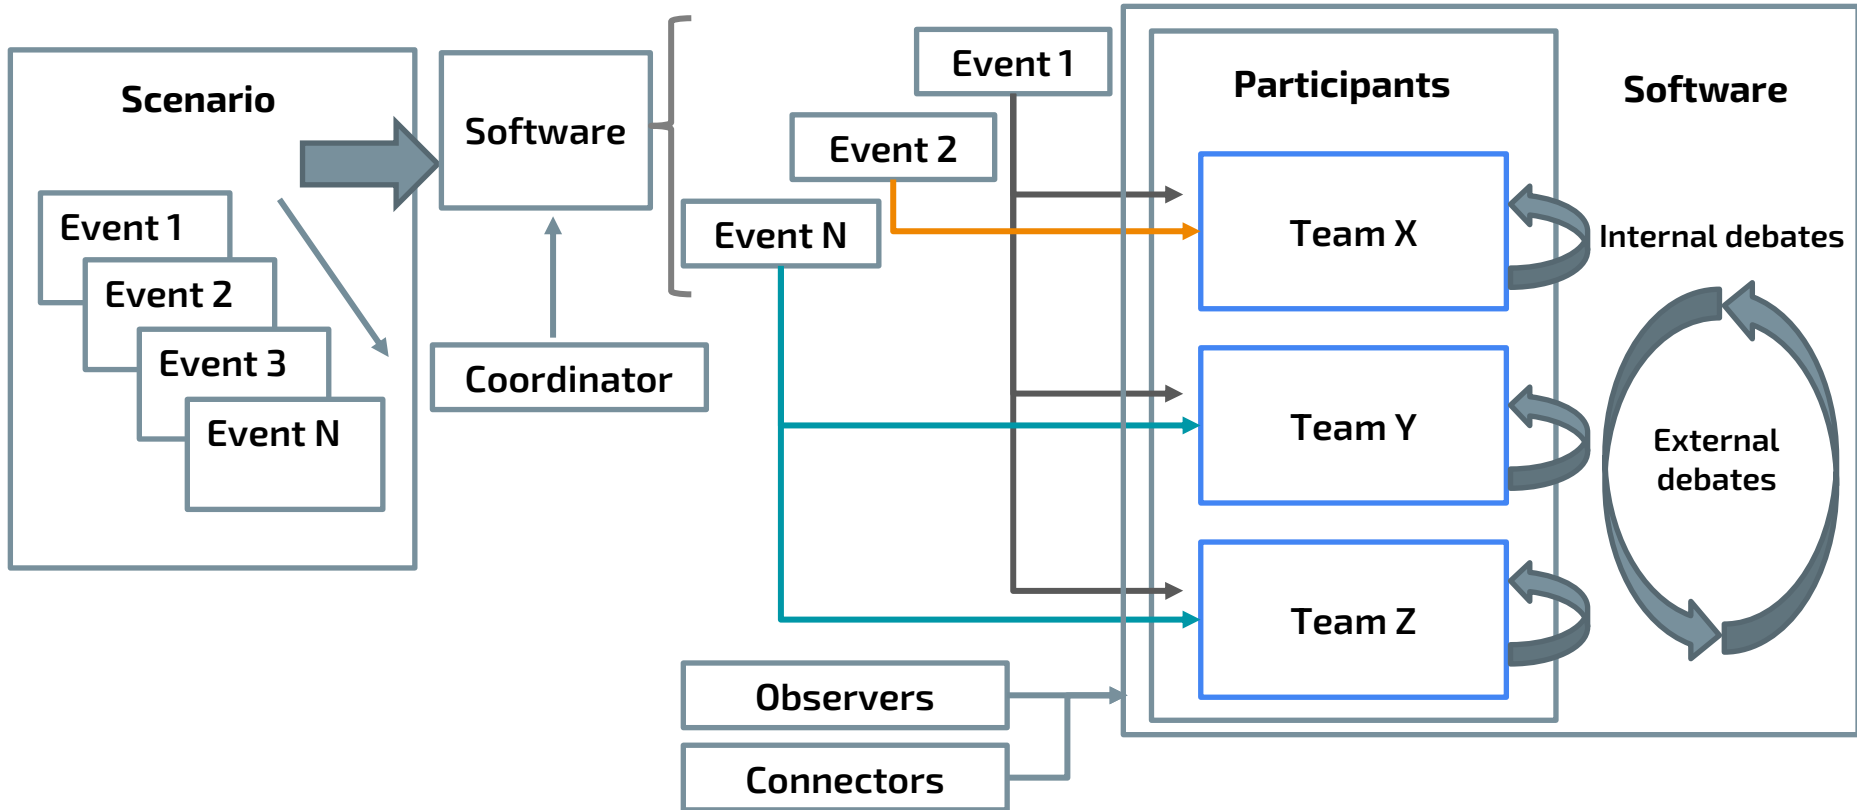 Scenario
Event 1
Event 2
Event 3
Event N
Software
Coordinator
Event 1
Event 2
Event N
Participants
Team X
Team Y
Team Z
Software
Internal debates
External
debates
Observers
Connectors